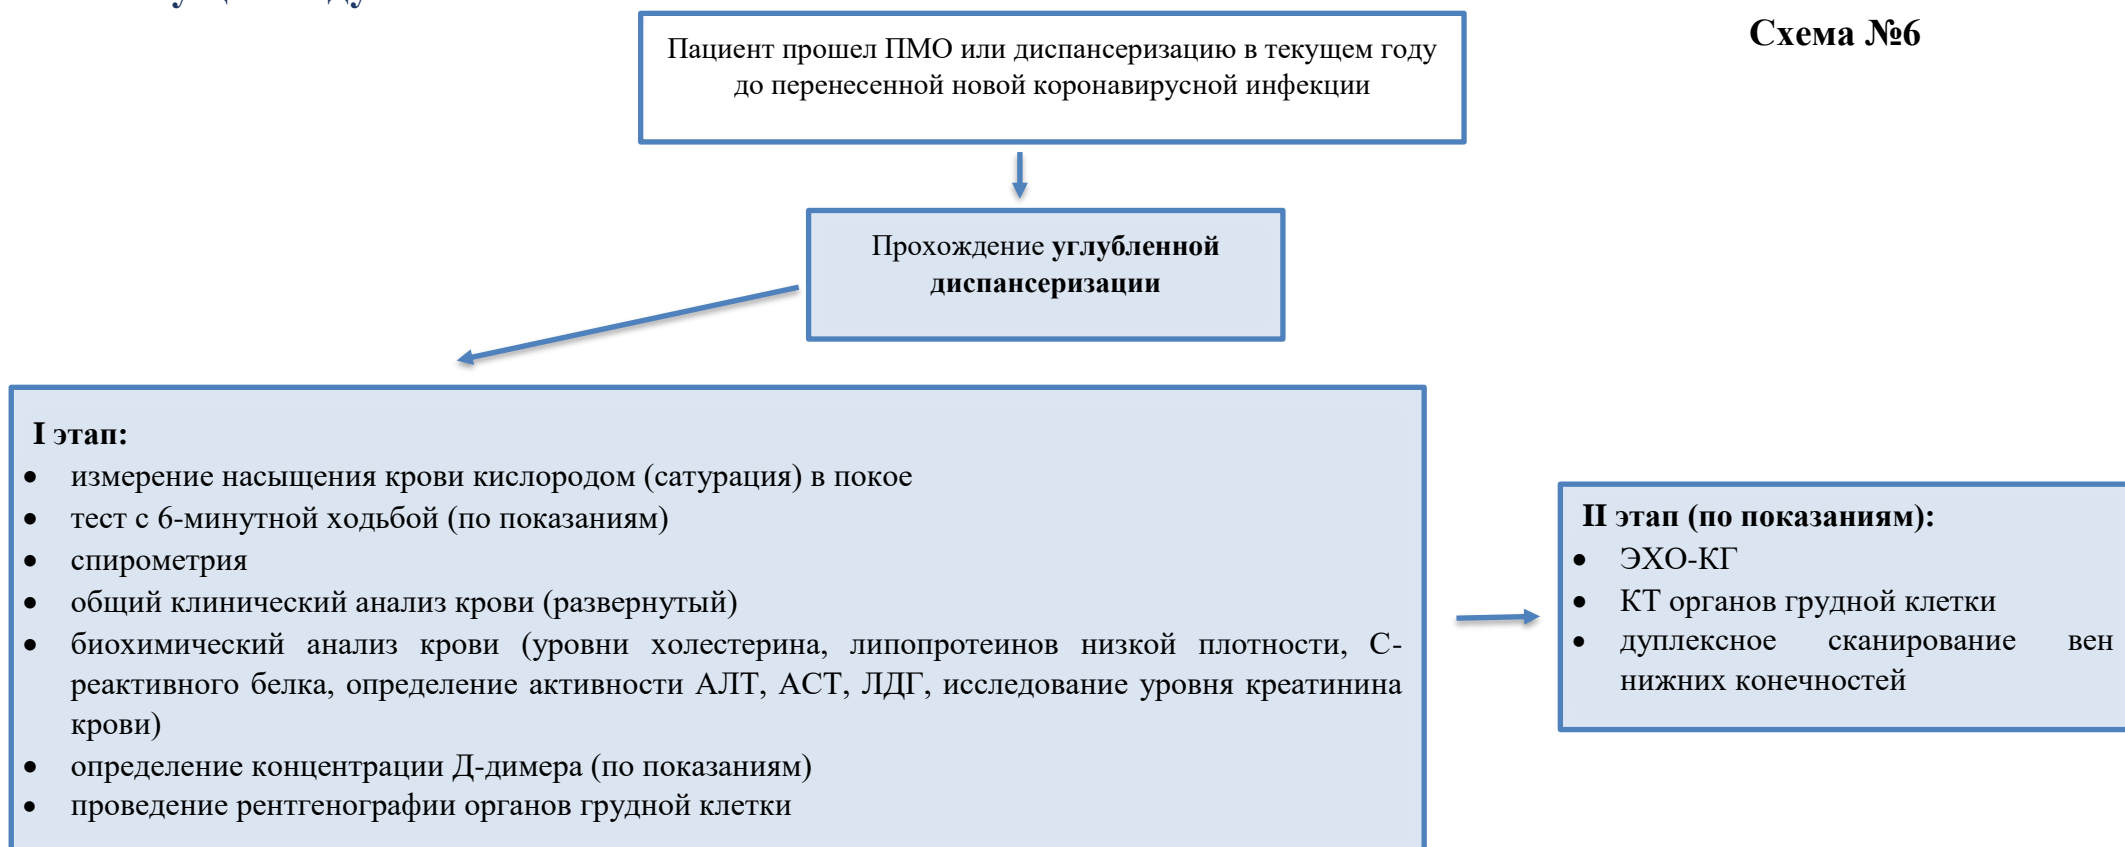 Схема №6
Пациент прошел ПМО или диспансеризацию в текущем году
до перенесенной новой коронавирусной инфекции
Прохождение углубленной
диспансеризации
I этап:
• измерение насыщения крови кислородом (сатурация) в покое
• тест с 6-минутной ходьбой (по показаниям)
• спирометрия
• общий клинический анализ крови (развернутый)
• биохимический анализ крови (уровни холестерина, липопротеинов низкой плотности, С-
реактивного белка, определение активности АЛТ, АСТ, ЛДГ, исследование уровня креатинина
крови)
• определение концентрации Д-димера (по показаниям)
• проведение рентгенографии органов грудной клетки
II этап (по показаниям):
• ЭХО-КГ
• КТ органов грудной клетки
• дуплексное сканирование вен
нижних конечностей